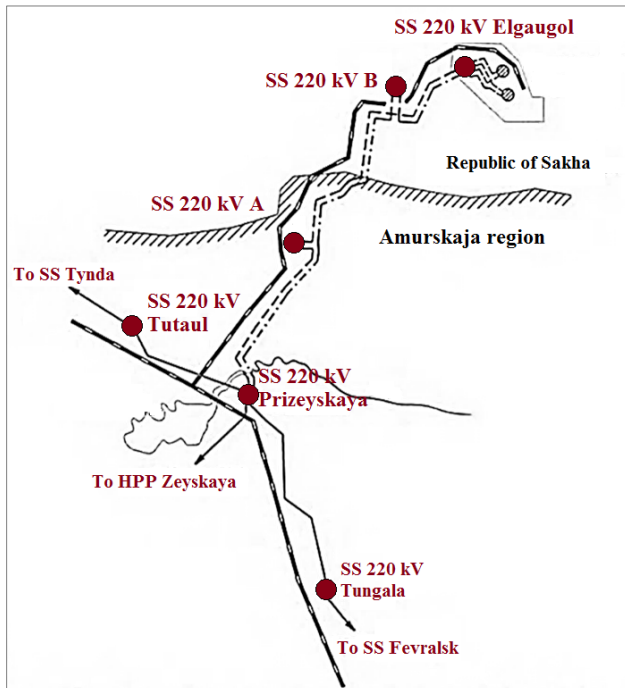 SS 220 kV Elgaugol
SS 220 kV B
Republic of Sakha
SS 220 kV A
Amurskaja region
To SS Tynda
SS 220 kV
Tutaul
SS 220 kV
Prizeyskaya
To HPP Zeyskaya
SS 220 kV
Tungala
To SS Fevralsk